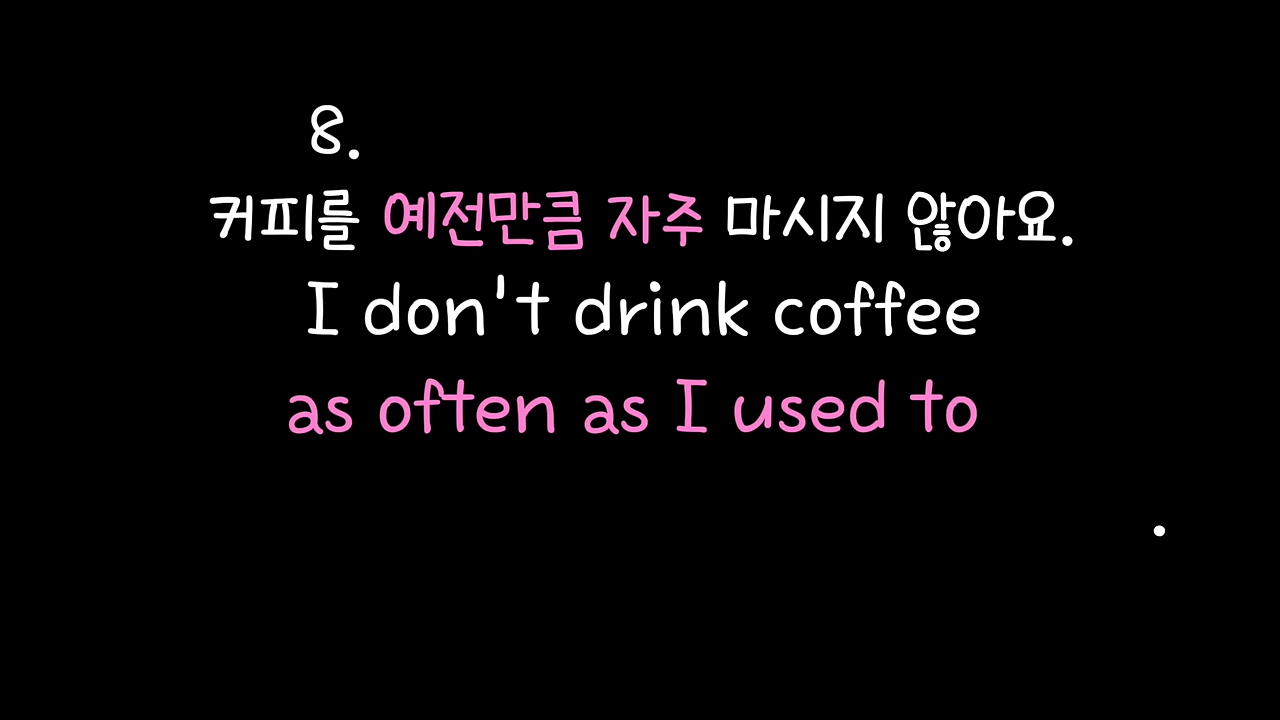 8.
커피를 예전만큼 자주 마시지 않아요.
I don't drink coffee
as often as I used to
.